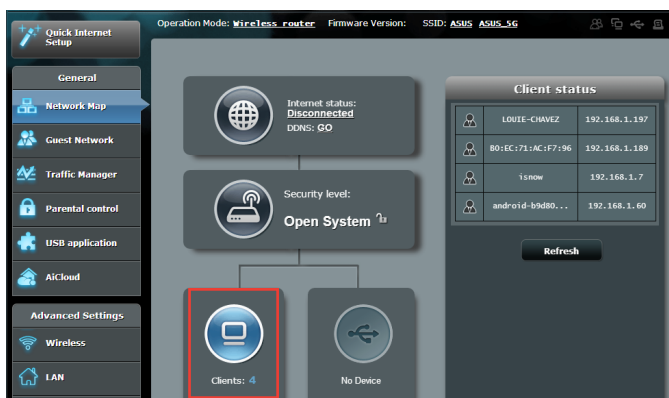 Quick Internet
Setup
Operation Mode: Wireless router Firmware Version: SSID: ASUS ASUS_5G
General
Network Map
Guest Network
Traffic Manager
Parental control
USB application
AiCloud
Advanced Settings
Wireless
LAN
Internet status:
Disconnected
DDNS: GO
Security level:
Open System
Clients: 4
No Device
Client status
LOUIE-CHAVEZ 192.168.1.197
B0:EC:71:AC:F7:96 192.168.1.189
isnow 192.168.1.7
android-b9d80... 192.168.1.60
Refresh